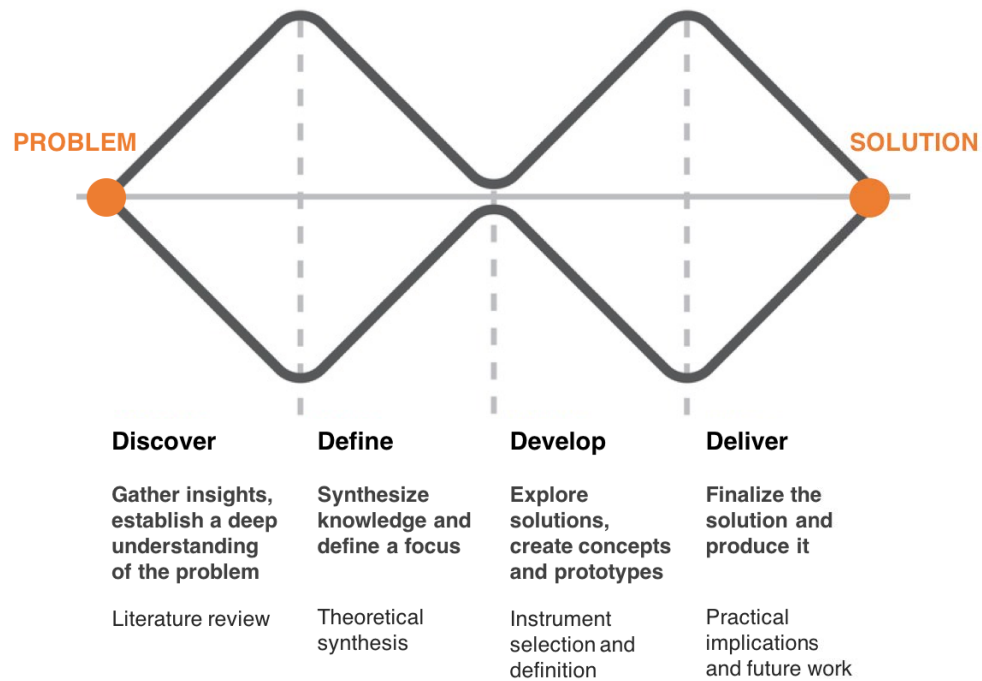 PROBLEM
SOLUTION
Discover
Gather insights,
establish a deep
understanding
of the problem
Literature review
Define
Synthesize
knowledge and
define a focus
Theoretical
synthesis
Develop
Explore
solutions,
create concepts
and prototypes
Instrument
selection and
definition
Deliver
Finalize the
solution and
produce it
Practical
implications
and future work